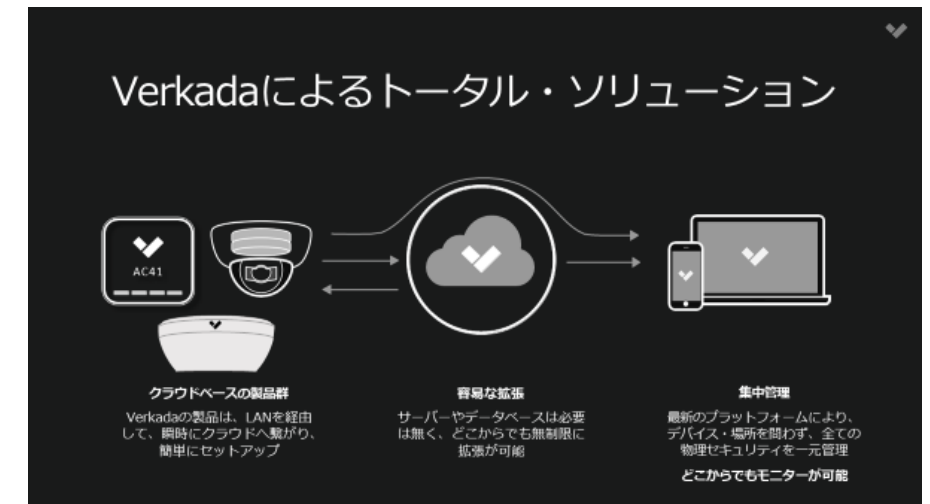 Verkadaによるトータル・ソリューション
AC41
クラウドベースの製品群
Verkadaの製品は、LANを経由
して、瞬時にクラウドへ繋がり、
簡単にセットアップ
容易な拡張
サーバーやデータベースは必要
は無く、どこからでも無制限に
拡張が可能
集中管理
最新のプラットフォームにより、
デバイス・場所を問わず、全ての
物理セキュリティを一元管理
どこからでもモニターが可能